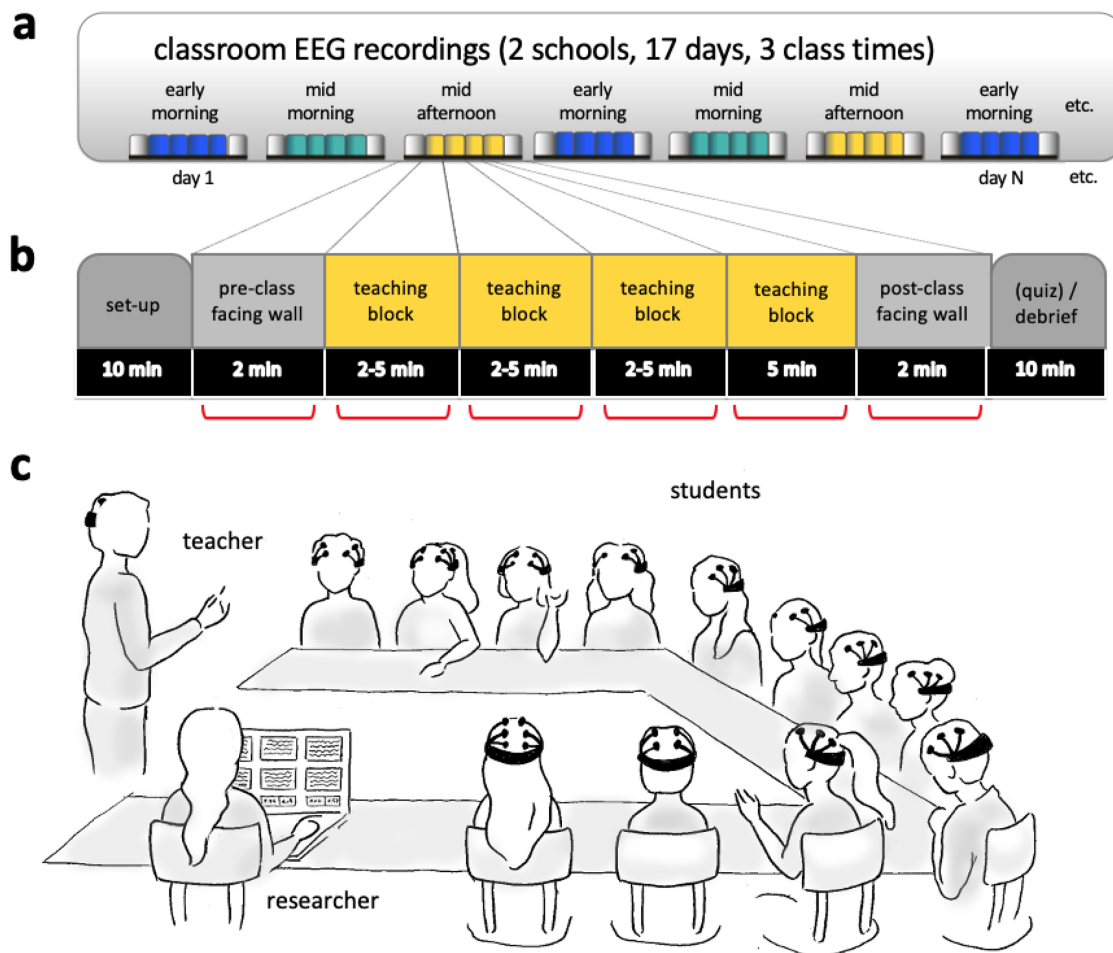 a
classroom EEG recordings (2 schools, 17 days, 3 class times)
early
morning
mid
morning
mid
afternoon
early
morning
mid
morning
mid
afternoon
early
morning
etc.
day 1
day N
etc.
b
set-up
pre-class
facing wall
teaching
block
teaching
block
teaching
block
teaching
block
post-class
facing wall
(quiz) /
debrief
10 min
2 min
2-5 min
2-5 min
2-5 min
5 min
2 min
10 min
c
students
teacher
researcher